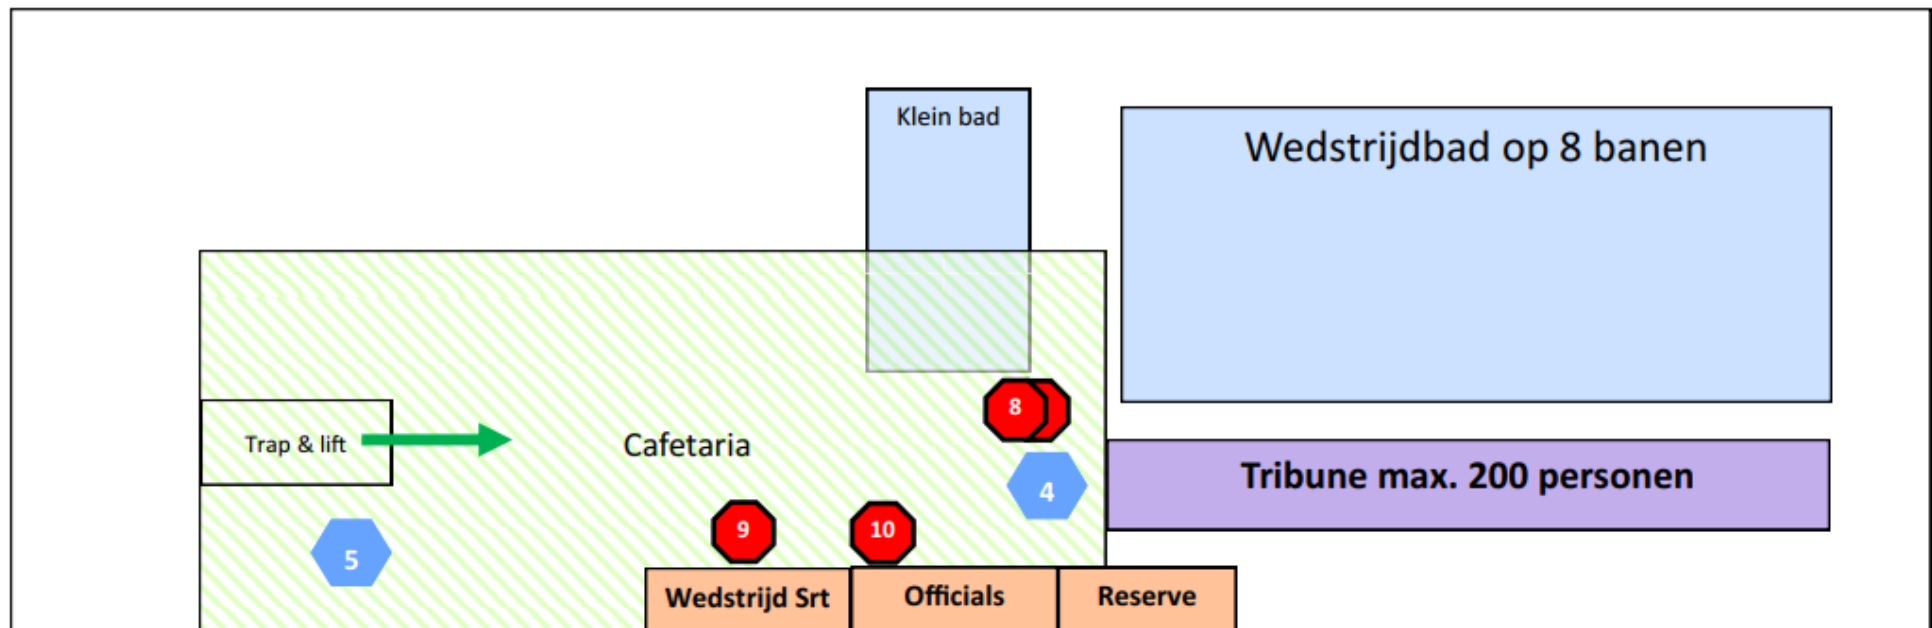 Klein bad
Wedstrijdbad op 8 banen
8
Trap & lift
Cafetaria
Tribune max. 200 personen
4
9
10
5
Wedstrijd Srt
Officials
Reserve